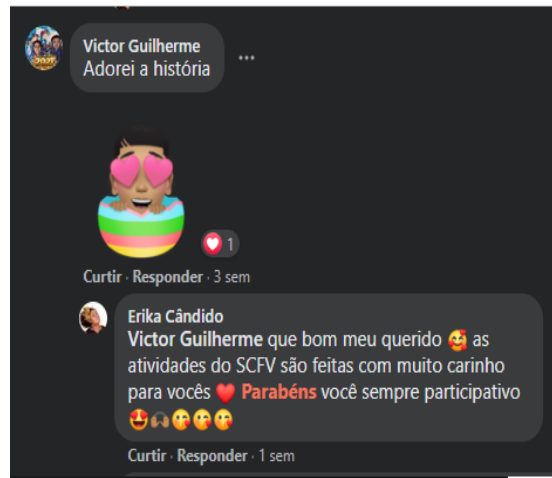 Victor Guilherme
Adorei a história
1
Curtir · Responder · 3 sem
Erika Cândido
Victor Guilherme que bom meu querido 🥰 as
atividades do SCFV são feitas com muito carinho
para vocês ❤️ Parabéns você sempre participativo
🤩🙌🏾😘😘😘
Curtir · Responder · 1 sem